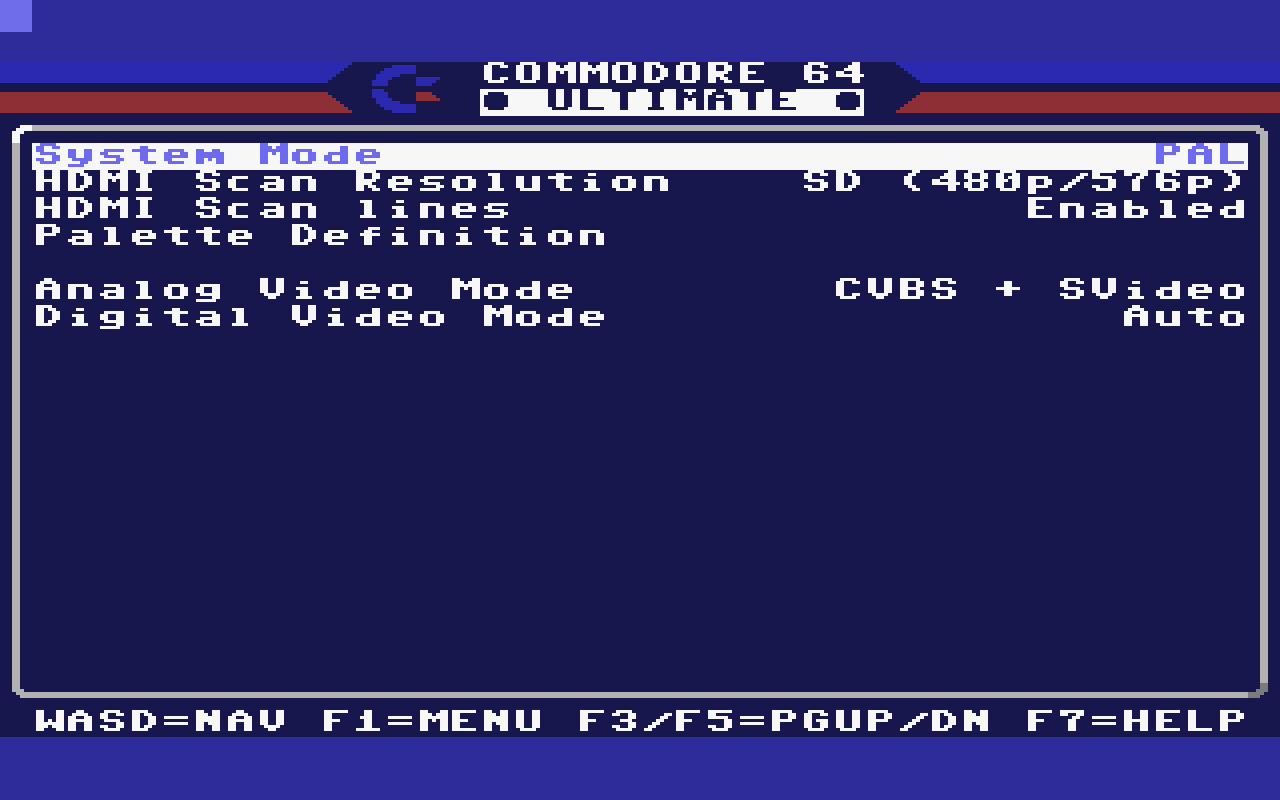 COMMODORE 64
ULTIMATE
System Mode PAL
HDMI Scan Resolution SD (480p/576p)
HDMI Scan lines Enabled
Palette Definition
Analog Video Mode CVBS + SVideo
Digital Video Mode Auto
WASD=NAV F1=MENU F3/F5=PGUP/DN F7=HELP